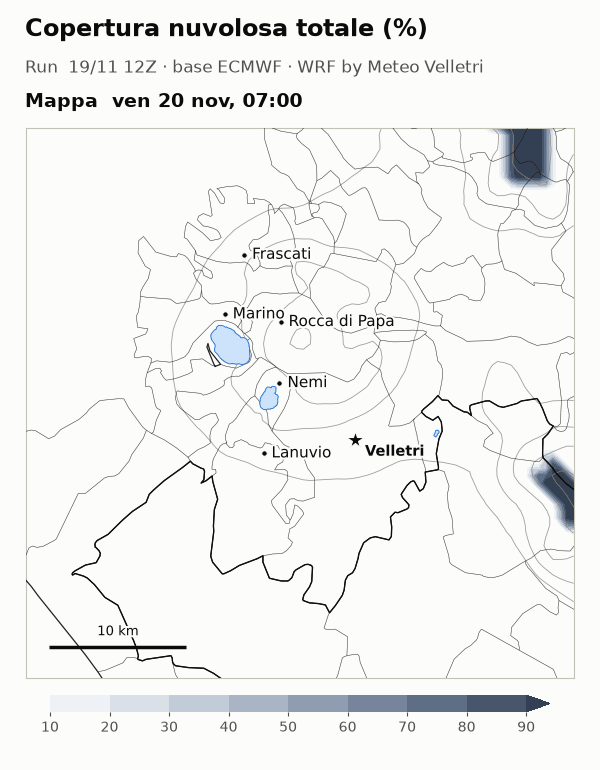 Copertura nuvolosa totale (%)
Run  19/11 12Z · base ECMWF · WRF by Meteo Velletri
Mappa  ven 20 nov, 07:00
Frascati
Marino
Rocca di Papa
Nemi
Velletri
Lanuvio
10 km
10 20 30 40 50 60 70 80 90